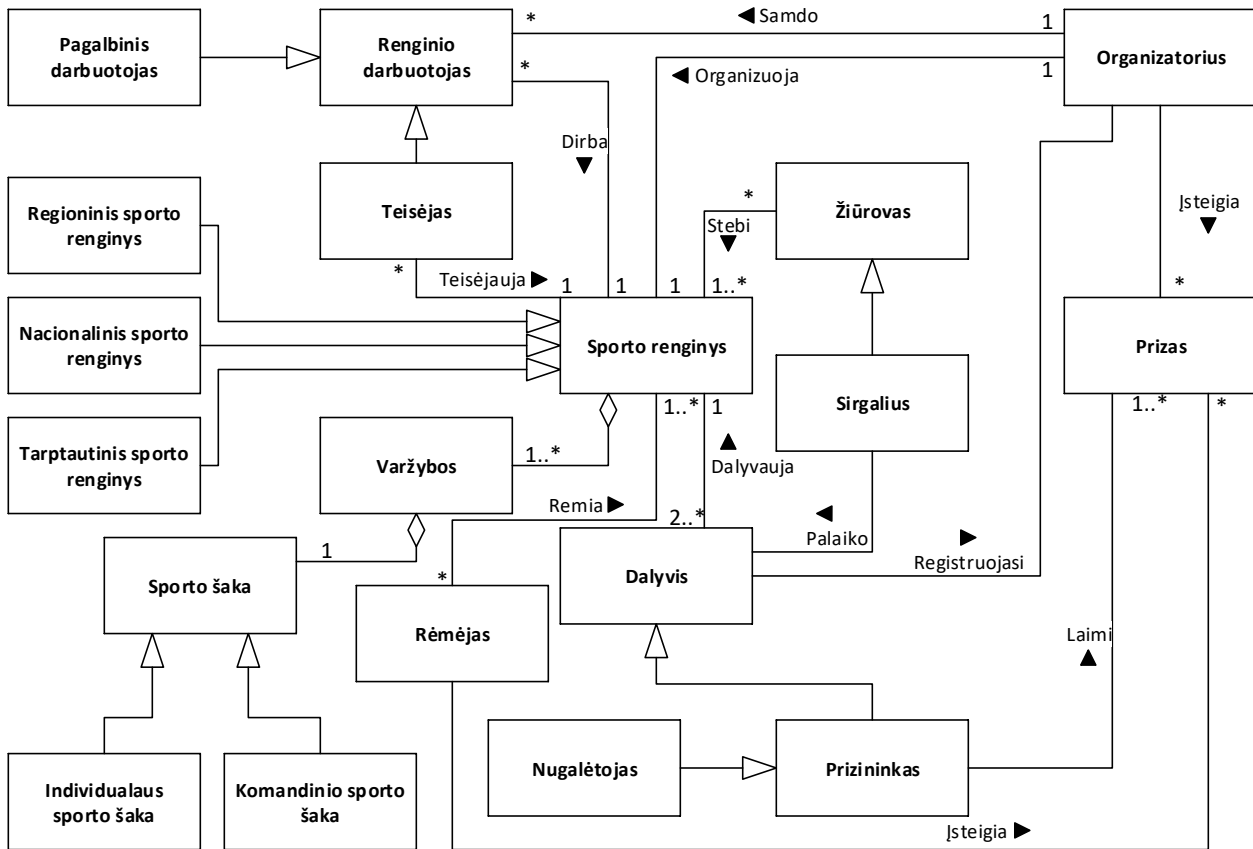 * ◀ Samdo 1
Pagalbinis
darbuotojas
Renginio
darbuotojas
Organizatorius
* ◀ Organizuoja 1
Dirba
▼
Teisėjas
Žiūrovas
Regioninis sporto
renginys
*
Stebi
▼
Įsteigia
▼
* Teisėjauja ▶ 1 1 1 1..* *
Nacionalinis sporto
renginys
Sporto renginys
Prizas
Sirgalius
1..* 1 1..* *
Tarptautinis sporto
renginys
Varžybos
1..*
▲
Dalyvauja
Remia ▶
2..*
◀
Palaiko
▶
Registruojasi
1
Sporto šaka
*
Dalyvis
Rėmėjas
Laimi
▲
Nugalėtojas
Prizininkas
Individualaus
sporto šaka
Komandinio sporto
šaka
Įsteigia ▶